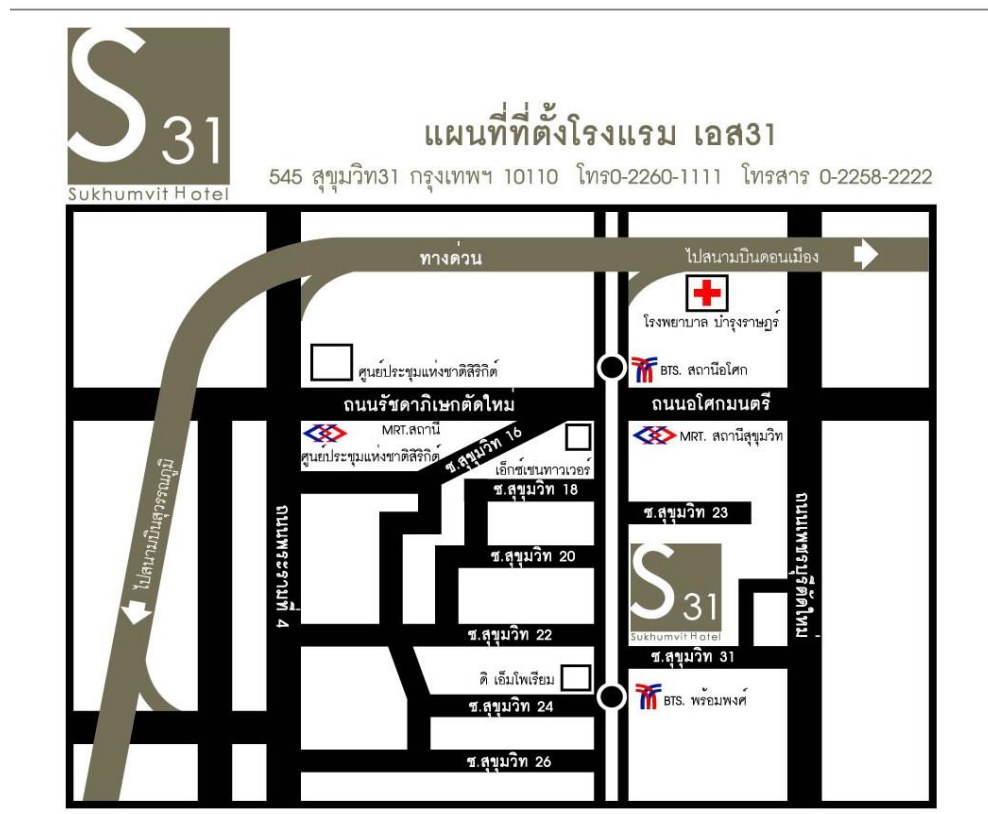 S 31
Sukhumvit Hotel
แผนที่ที่ตั้งโรงแรม เอส31
545 สุขุมวิท31 กรุงเทพฯ 10110 โทร0-2260-1111 โทรสาร 0-2258-2222
ทางด่วน
ไปสนามบินดอนเมือง
โรงพยาบาล บำรุงราษฎร์
ศูนย์ประชุมแห่งชาติสิริกิต์
BTS. สถานีอโศก
ถนนรัชดาภิเษกตัดใหม่
ถนนอโศกมนตรี
MRT.สถานี
ศูนย์ประชุมแห่งชาติสิริกิต์
ซ.สุขุมวิท 16
MRT. สถานีสุขุมวิท
เอ็กซ์เชนทาวเวอร์
ซ.สุขุมวิท 18
ไปสนามบินสุวรรณภูมิ
ถนนพระรามที่ 4
ซ.สุขุมวิท 23
ถนนเพชรบุรีตัดใหม่
ซ.สุขุมวิท 20
S 31
Sukhumvit Hotel
ซ.สุขุมวิท 22
ซ.สุขุมวิท 31
ดิ เอ็มโพเรียม
BTS. พร้อมพงศ์
ซ.สุขุมวิท 24
ซ.สุขุมวิท 26